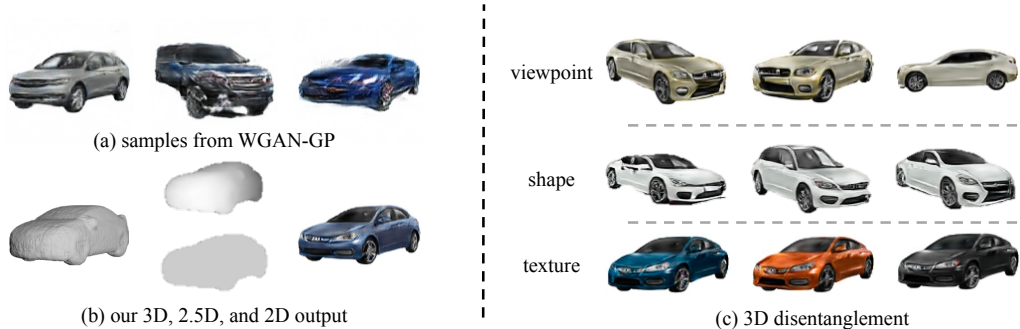 (a) samples from WGAN-GP
(b) our 3D, 2.5D, and 2D output
viewpoint
shape
texture
(c) 3D disentanglement